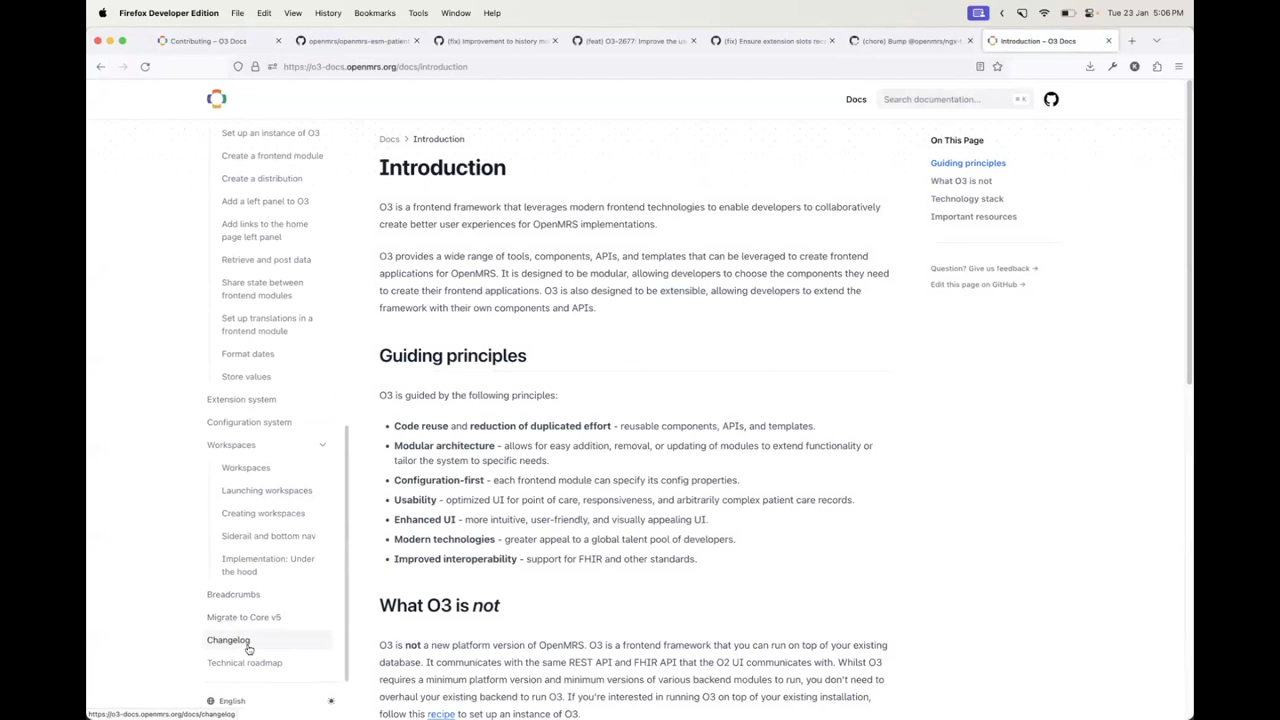 Firefox Developer Edition File Edit View History Bookmarks Tools Window Help Tue 23 Jan 5:06 PM
Contributing – O3 Docs openmrs/openmrs-esm-patient (fix) Improvement to history m (feat) O3-2677: Improve the us (fix) Ensure extension slots rec (chore) Bump @openmrs/ngx- Introduction – O3 Docs
https://o3-docs.openmrs.org/docs/introduction
Docs Search documentation... ⌘ K
Set up an instance of O3
Create a frontend module
Create a distribution
Add a left panel to O3
Add links to the home
page left panel
Retrieve and post data
Share state between
frontend modules
Set up translations in a
frontend module
Format dates
Store values
Extension system
Configuration system
Workspaces
Workspaces
Launching workspaces
Creating workspaces
Siderail and bottom nav
Implementation: Under
the hood
Breadcrumbs
Migrate to Core v5
Changelog
Technical roadmap
English
https://o3-docs.openmrs.org/docs/changelog
Docs > Introduction
Introduction
O3 is a frontend framework that leverages modern frontend technologies to enable developers to collaboratively
create better user experiences for OpenMRS implementations.
O3 provides a wide range of tools, components, APIs, and templates that can be leveraged to create frontend
applications for OpenMRS. It is designed to be modular, allowing developers to choose the components they need
to create their frontend applications. O3 is also designed to be extensible, allowing developers to extend the
framework with their own components and APIs.
Guiding principles
O3 is guided by the following principles:
• Code reuse and reduction of duplicated effort - reusable components, APIs, and templates.
• Modular architecture - allows for easy addition, removal, or updating of modules to extend functionality or
tailor the system to specific needs.
• Configuration-first - each frontend module can specify its config properties.
• Usability - optimized UI for point of care, responsiveness, and arbitrarily complex patient care records.
• Enhanced UI - more intuitive, user-friendly, and visually appealing UI.
• Modern technologies - greater appeal to a global talent pool of developers.
• Improved interoperability - support for FHIR and other standards.
What O3 is not
O3 is not a new platform version of OpenMRS. O3 is a frontend framework that you can run on top of your existing
database. It communicates with the same REST API and FHIR API that the O2 UI communicates with. Whilst O3
requires a minimum platform version and minimum versions of various backend modules to run, you don't need to
overhaul your existing backend to run O3. If you're interested in running O3 on top of your existing installation,
follow this recipe to set up an instance of O3.
On This Page
Guiding principles
What O3 is not
Technology stack
Important resources
Question? Give us feedback →
Edit this page on GitHub →